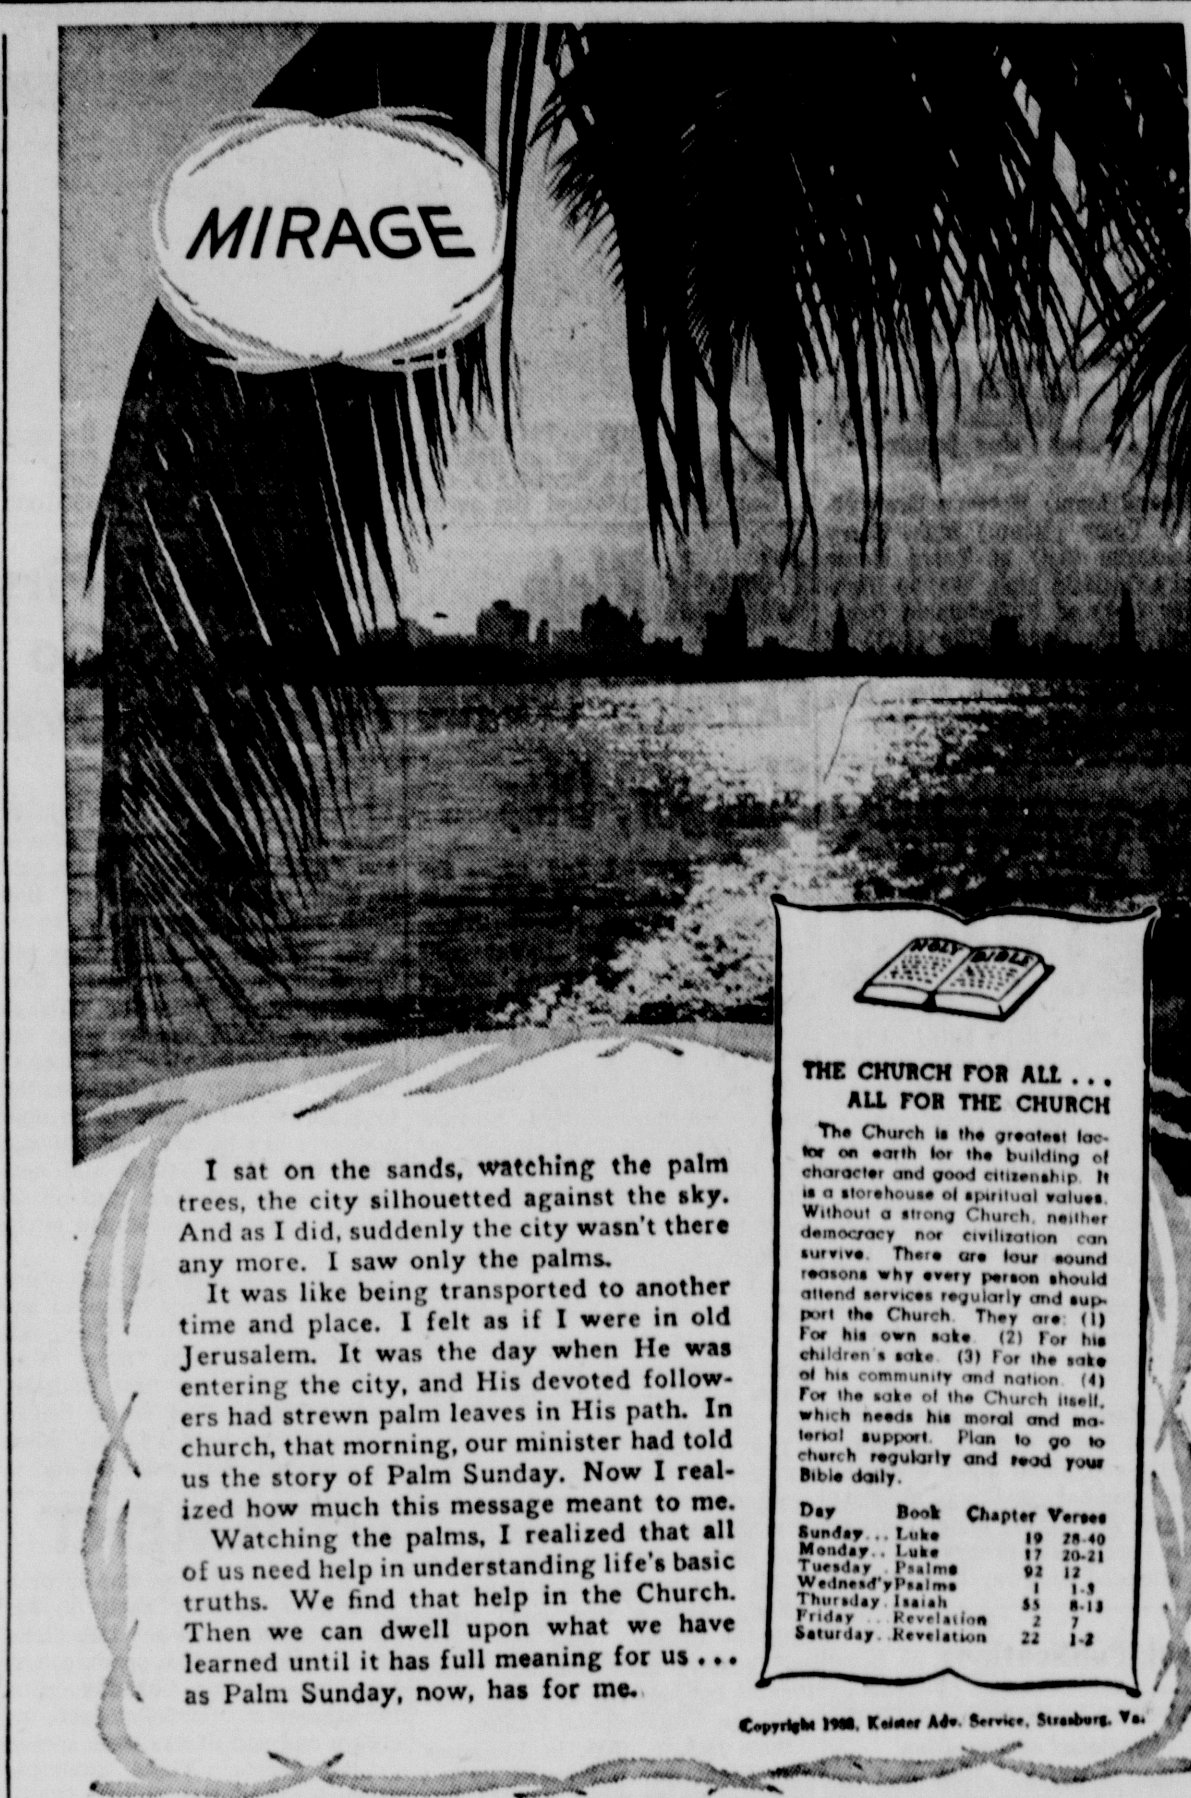 MIRAGE
I sat on the sands, watching the palm
trees, the city silhouetted against the sky.
And as I did, suddenly the city wasn't there
any more. I saw only the palms.
It was like being transported to another
time and place. I felt as if I were in old
Jerusalem. It was the day when He was
entering the city, and His devoted follow-
ers had strewn palm leaves in His path. In
church, that morning, our minister had told
us the story of Palm Sunday. Now I real-
ized how much this message meant to me.
Watching the palms, I realized that all
of us need help in understanding life's basic
truths. We find that help in the Church.
Then we can dwell upon what we have
learned until it has full meaning for us ...
as Palm Sunday, now, has for me.
HOLY BIBLE
THE CHURCH FOR ALL ...
ALL FOR THE CHURCH
The Church is the greatest fac-
tor on earth for the building of
character and good citizenship. It
is a storehouse of spiritual values.
Without a strong Church, neither
democracy nor civilization can
survive. There are four sound
reasons why every person should
attend services regularly and sup-
port the Church. They are: (1)
For his own sake. (2) For his
children's sake. (3) For the sake
of his community and nation. (4)
For the sake of the Church itself,
which needs his moral and ma-
terial support. Plan to go to
church regularly and read your
Bible daily.
Day Book Chapter Verses
Sunday... Luke 19 28-40
Monday.. Luke 17 20-21
Tuesday . Psalms 92 12
Wednesd'y Psalms 1 1-3
Thursday. Isaiah 55 8-13
Friday .. Revelation 2 7
Saturday. .Revelation 22 1-2
Copyright Keister Adv. Service, Strasburg, Va.